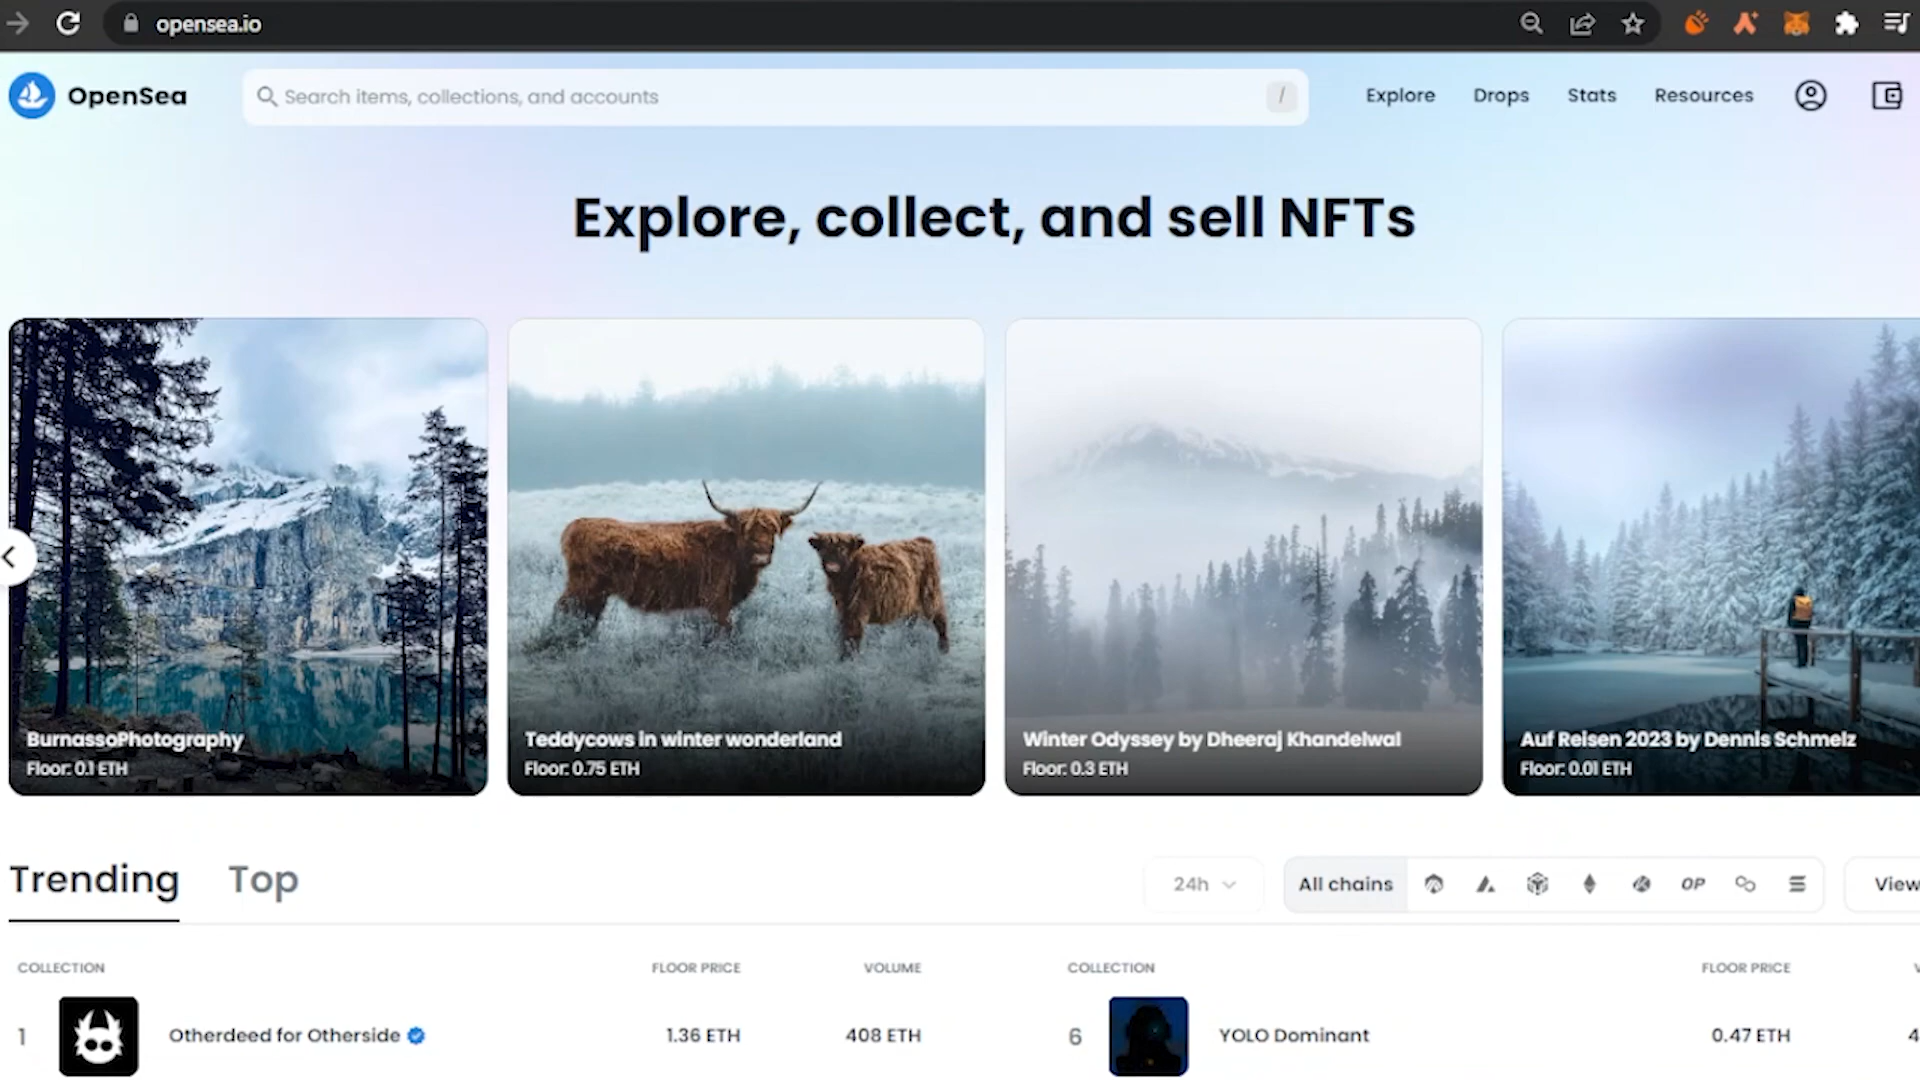 opensea.io
OpenSea
Search items, collections, and accounts
/
Explore
Drops
Stats
Resources
Explore, collect, and sell NFTs
BurnassoPhotography
Floor: 0.1 ETH
Teddycows in winter wonderland
Floor: 0.75 ETH
Winter Odyssey by Dheeraj Khandelwal
Floor: 0.3 ETH
Auf Reisen 2023 by Dennis Schmelz
Floor: 0.01 ETH
Trending
Top
24h
All chains
OP
View
COLLECTION
FLOOR PRICE
VOLUME
COLLECTION
FLOOR PRICE
1
Otherdeed for Otherside
1.36 ETH
408 ETH
6
YOLO Dominant
0.47 ETH